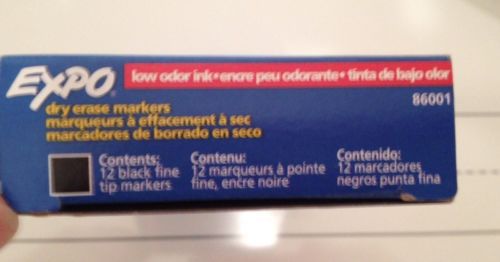 EXPO
low odor ink•encre peu odorante•tinta de bajo olor
86001
dry erase markers
marqueurs à effacement à sec
marcadores de borrado en seco
Contents:
12 black fine
tip markers
Contenu:
12 marqueurs à pointe
fine, encre noire
Contenido:
12 marcadores
negros punta fina